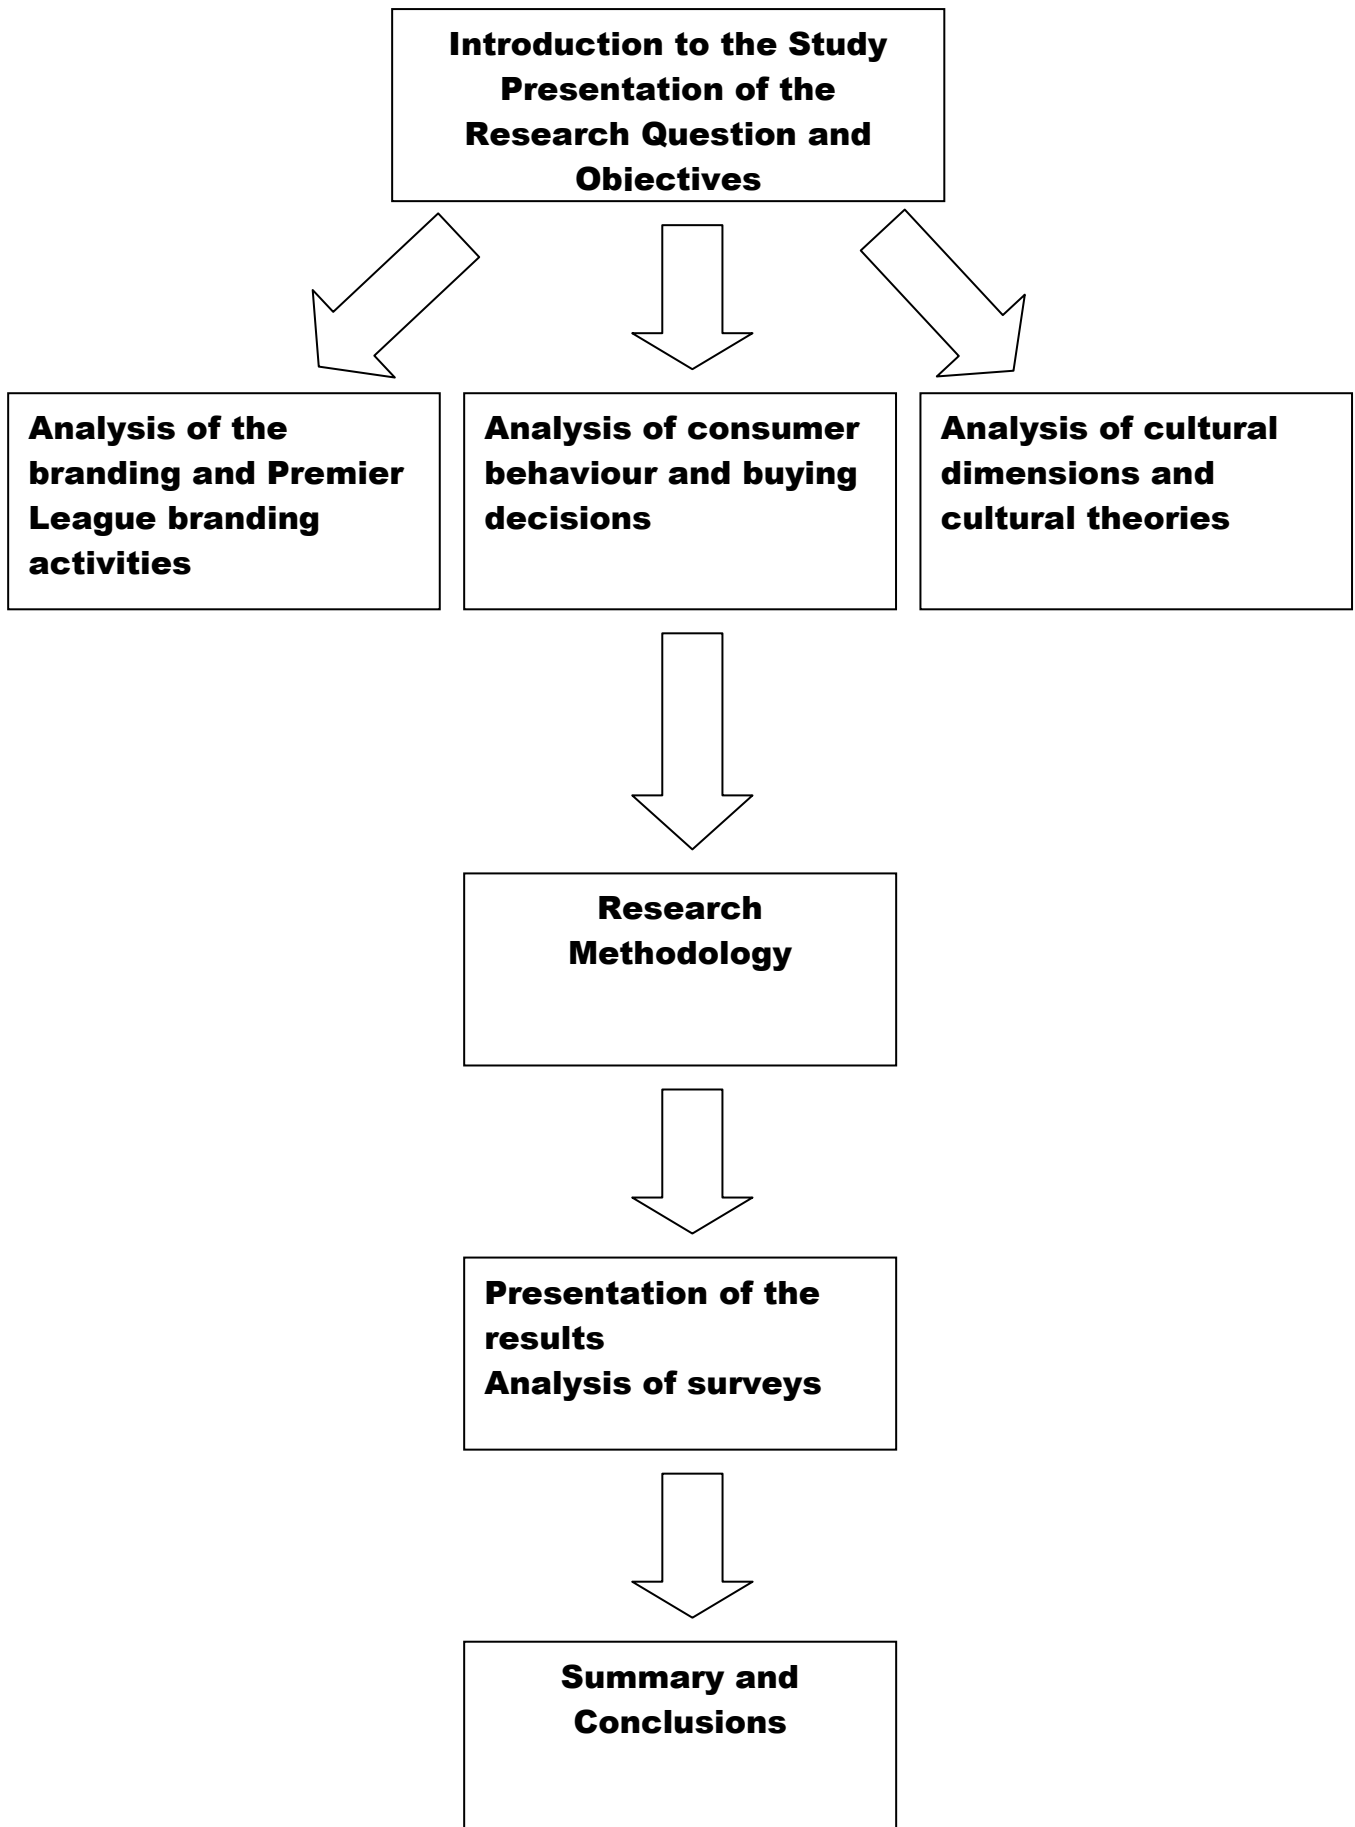 Introduction to the Study
Presentation of the
Research Question and
Objectives
Analysis of the
branding and Premier
League branding
activities
Analysis of consumer
behaviour and buying
decisions
Analysis of cultural
dimensions and
cultural theories
Research
Methodology
Presentation of the
results
Analysis of surveys
Summary and
Conclusions